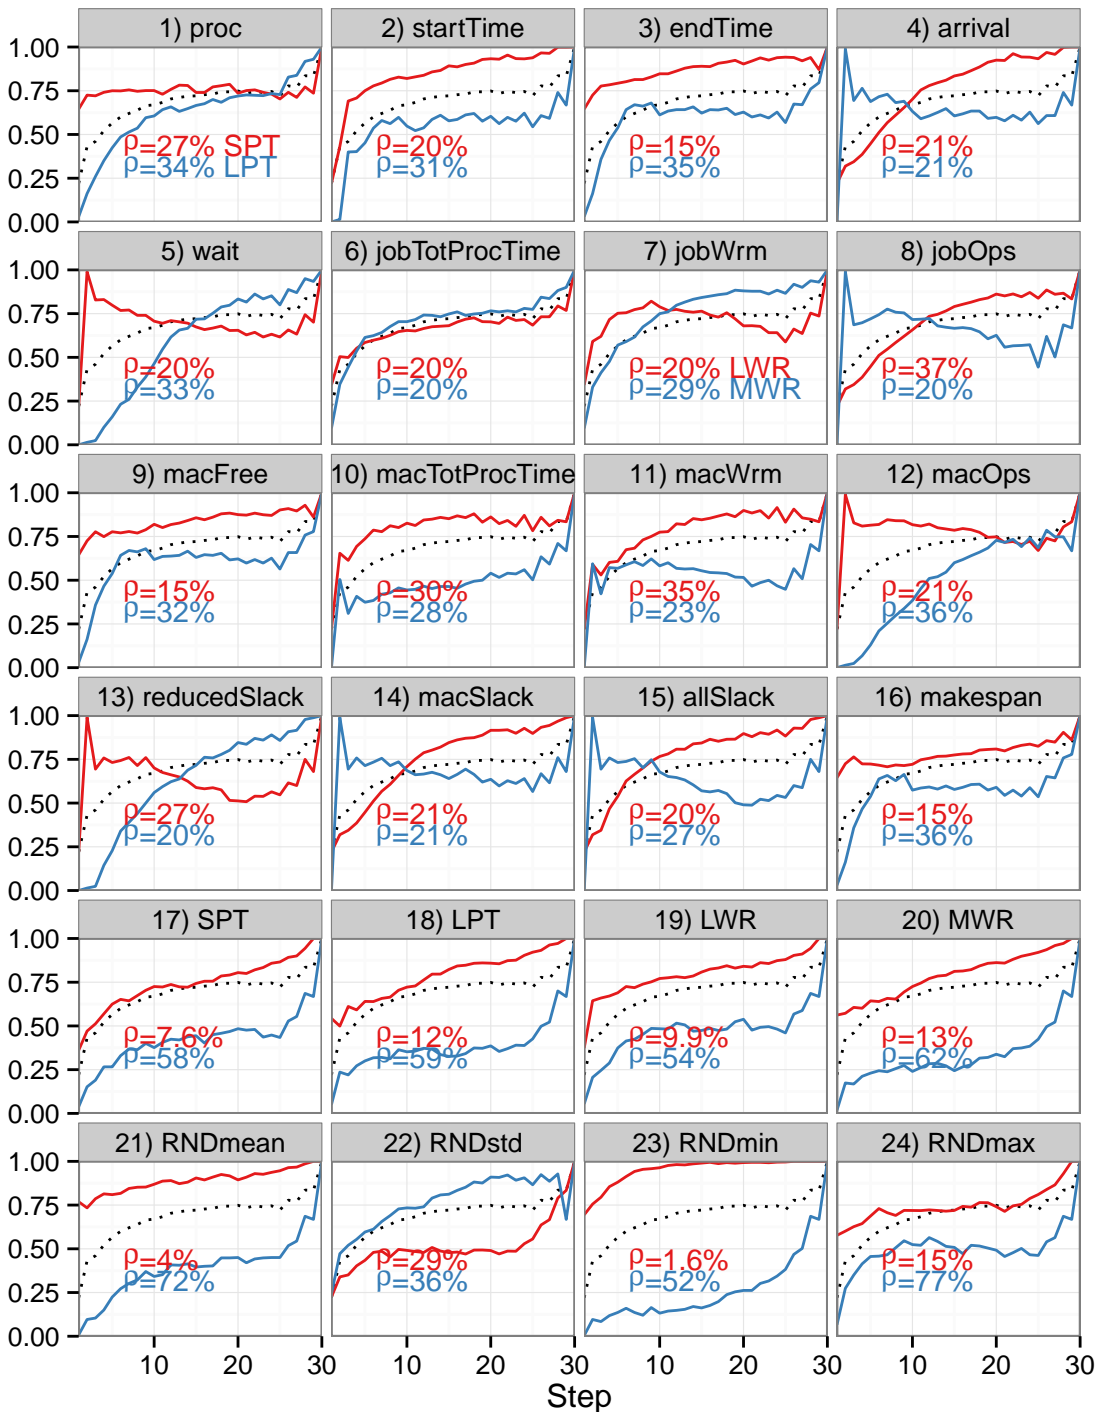 1) proc
2) startTime
3) endTime
4) arrival
1.00
0.75
0.50
0.25
0.00
ρ=27% SPT
ρ=34% LPT
ρ=20%
ρ=31%
ρ=15%
ρ=35%
ρ=21%
ρ=21%
5) wait
6) jobTotProcTime
7) jobWrm
8) jobOps
1.00
0.75
0.50
0.25
0.00
ρ=20%
ρ=33%
ρ=20%
ρ=20%
ρ=20% LWR
ρ=29% MWR
ρ=37%
ρ=20%
9) macFree
10) macTotProcTime
11) macWrm
12) macOps
1.00
0.75
0.50
0.25
0.00
ρ=15%
ρ=32%
ρ=30%
ρ=28%
ρ=35%
ρ=23%
ρ=21%
ρ=36%
13) reducedSlack
14) macSlack
15) allSlack
16) makespan
1.00
0.75
0.50
0.25
0.00
ρ=27%
ρ=20%
ρ=21%
ρ=21%
ρ=20%
ρ=27%
ρ=15%
ρ=36%
17) SPT
18) LPT
19) LWR
20) MWR
1.00
0.75
0.50
0.25
0.00
ρ=7.6%
ρ=58%
ρ=12%
ρ=59%
ρ=9.9%
ρ=54%
ρ=13%
ρ=62%
21) RNDmean
22) RNDstd
23) RNDmin
24) RNDmax
1.00
0.75
0.50
0.25
0.00
ρ=4%
ρ=72%
ρ=29%
ρ=36%
ρ=1.6%
ρ=52%
ρ=15%
ρ=77%
10 20 30 10 20 30 10 20 30 10 20 30
Step